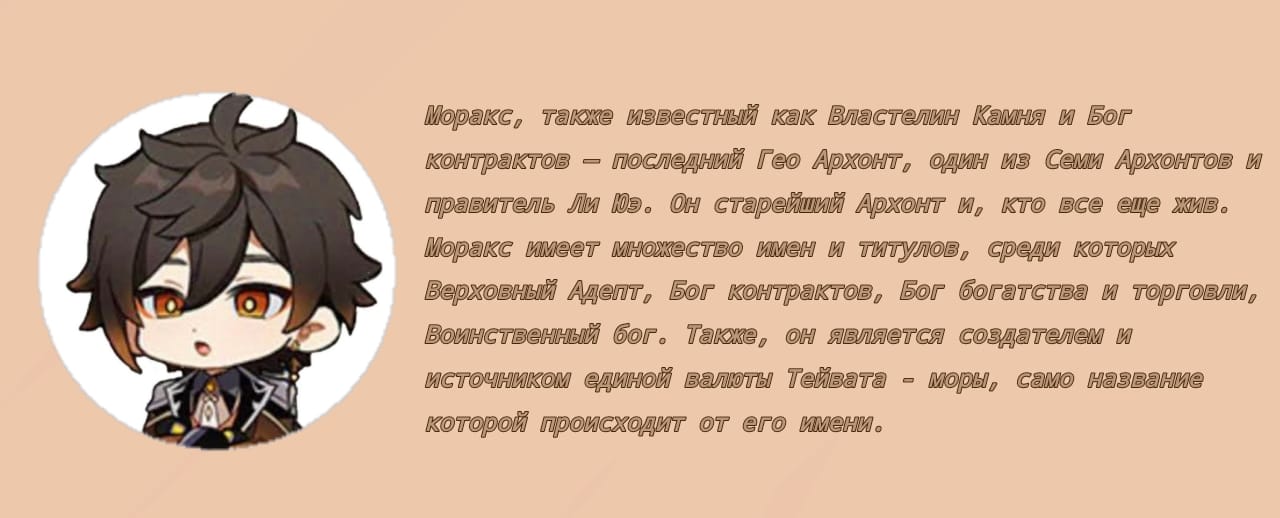 Моракс, также известный как Властелин Камня и Бог
контрактов — последний Гео Архонт, один из Семи Архонтов и
правитель Ли Юэ. Он старейший Архонт и, кто все еще жив.
Моракс имеет множество имен и титулов, среди которых
Верховный Адепт, Бог контрактов, Бог богатства и торговли,
Воинственный бог. Также, он является создателем и
источником единой валюты Тейвата - моры, само название
которой происходит от его имени.